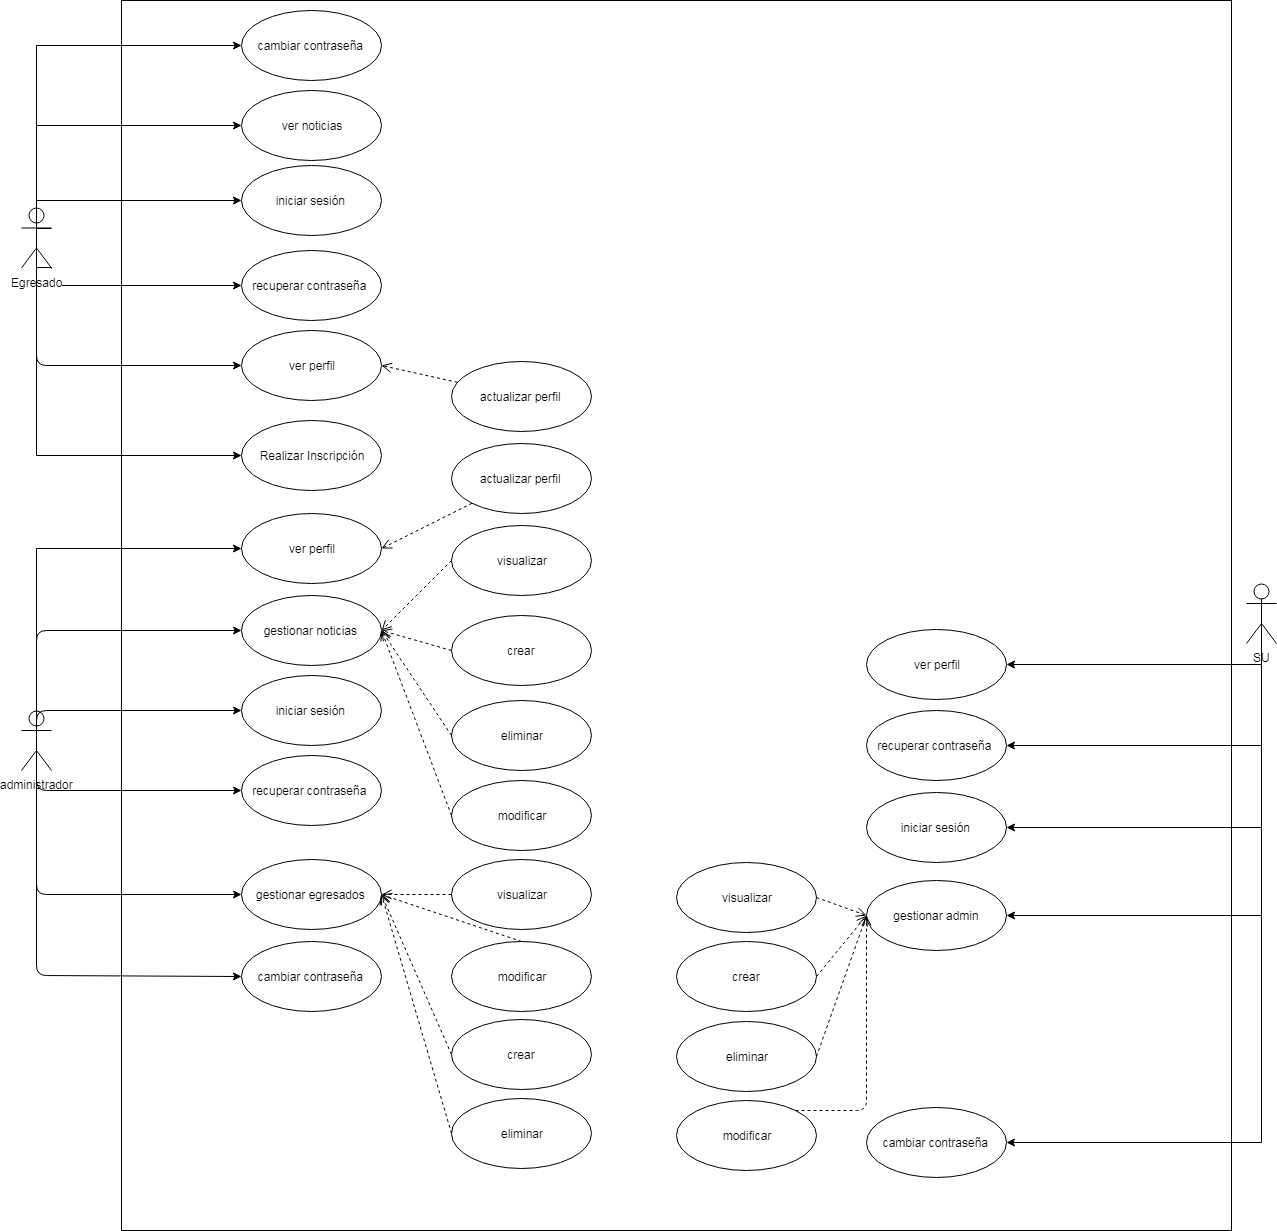 cambiar contraseña
ver noticias
iniciar sesión
Egresado
recuperar contraseña
ver perfil
actualizar perfil
Realizar Inscripción
actualizar perfil
ver perfil
visualizar
gestionar noticias
crear
iniciar sesión
eliminar
administrador
recuperar contraseña
modificar
gestionar egresados
visualizar
cambiar contraseña
modificar
crear
eliminar
SU
ver perfil
recuperar contraseña
iniciar sesión
visualizar
gestionar admin
crear
eliminar
modificar
cambiar contraseña